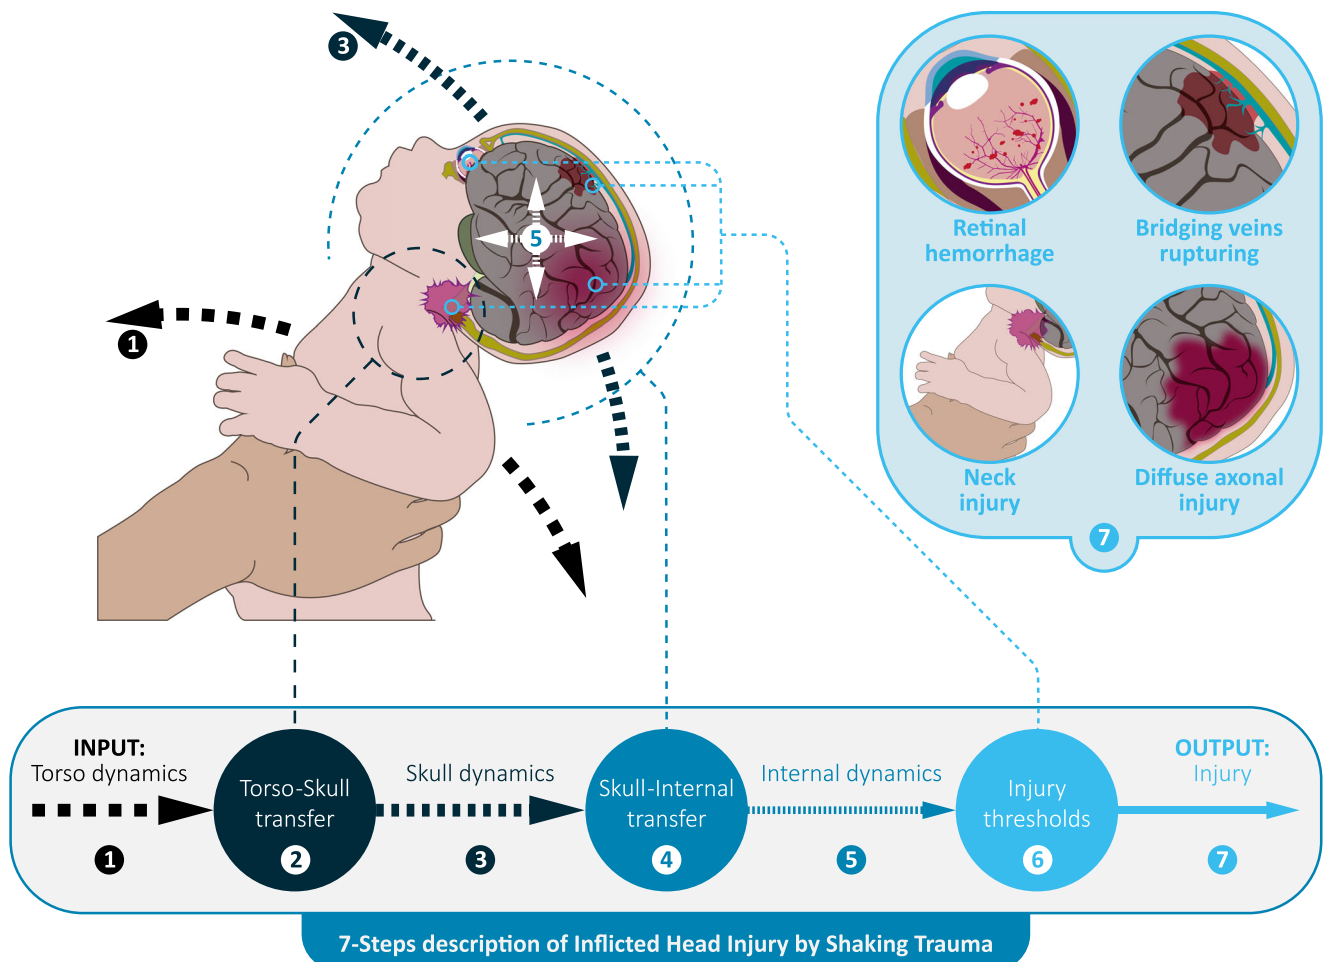 3
5
1
Retinal
hemorrhage
Bridging veins
rupturing
Neck
injury
Diffuse axonal
injury
7
INPUT:
Torso dynamics
1
Torso-Skull
transfer
2
Skull dynamics
3
Skull-Internal
transfer
4
Internal dynamics
5
Injury
thresholds
6
OUTPUT:
Injury
7
7-Steps description of Inflicted Head Injury by Shaking Trauma